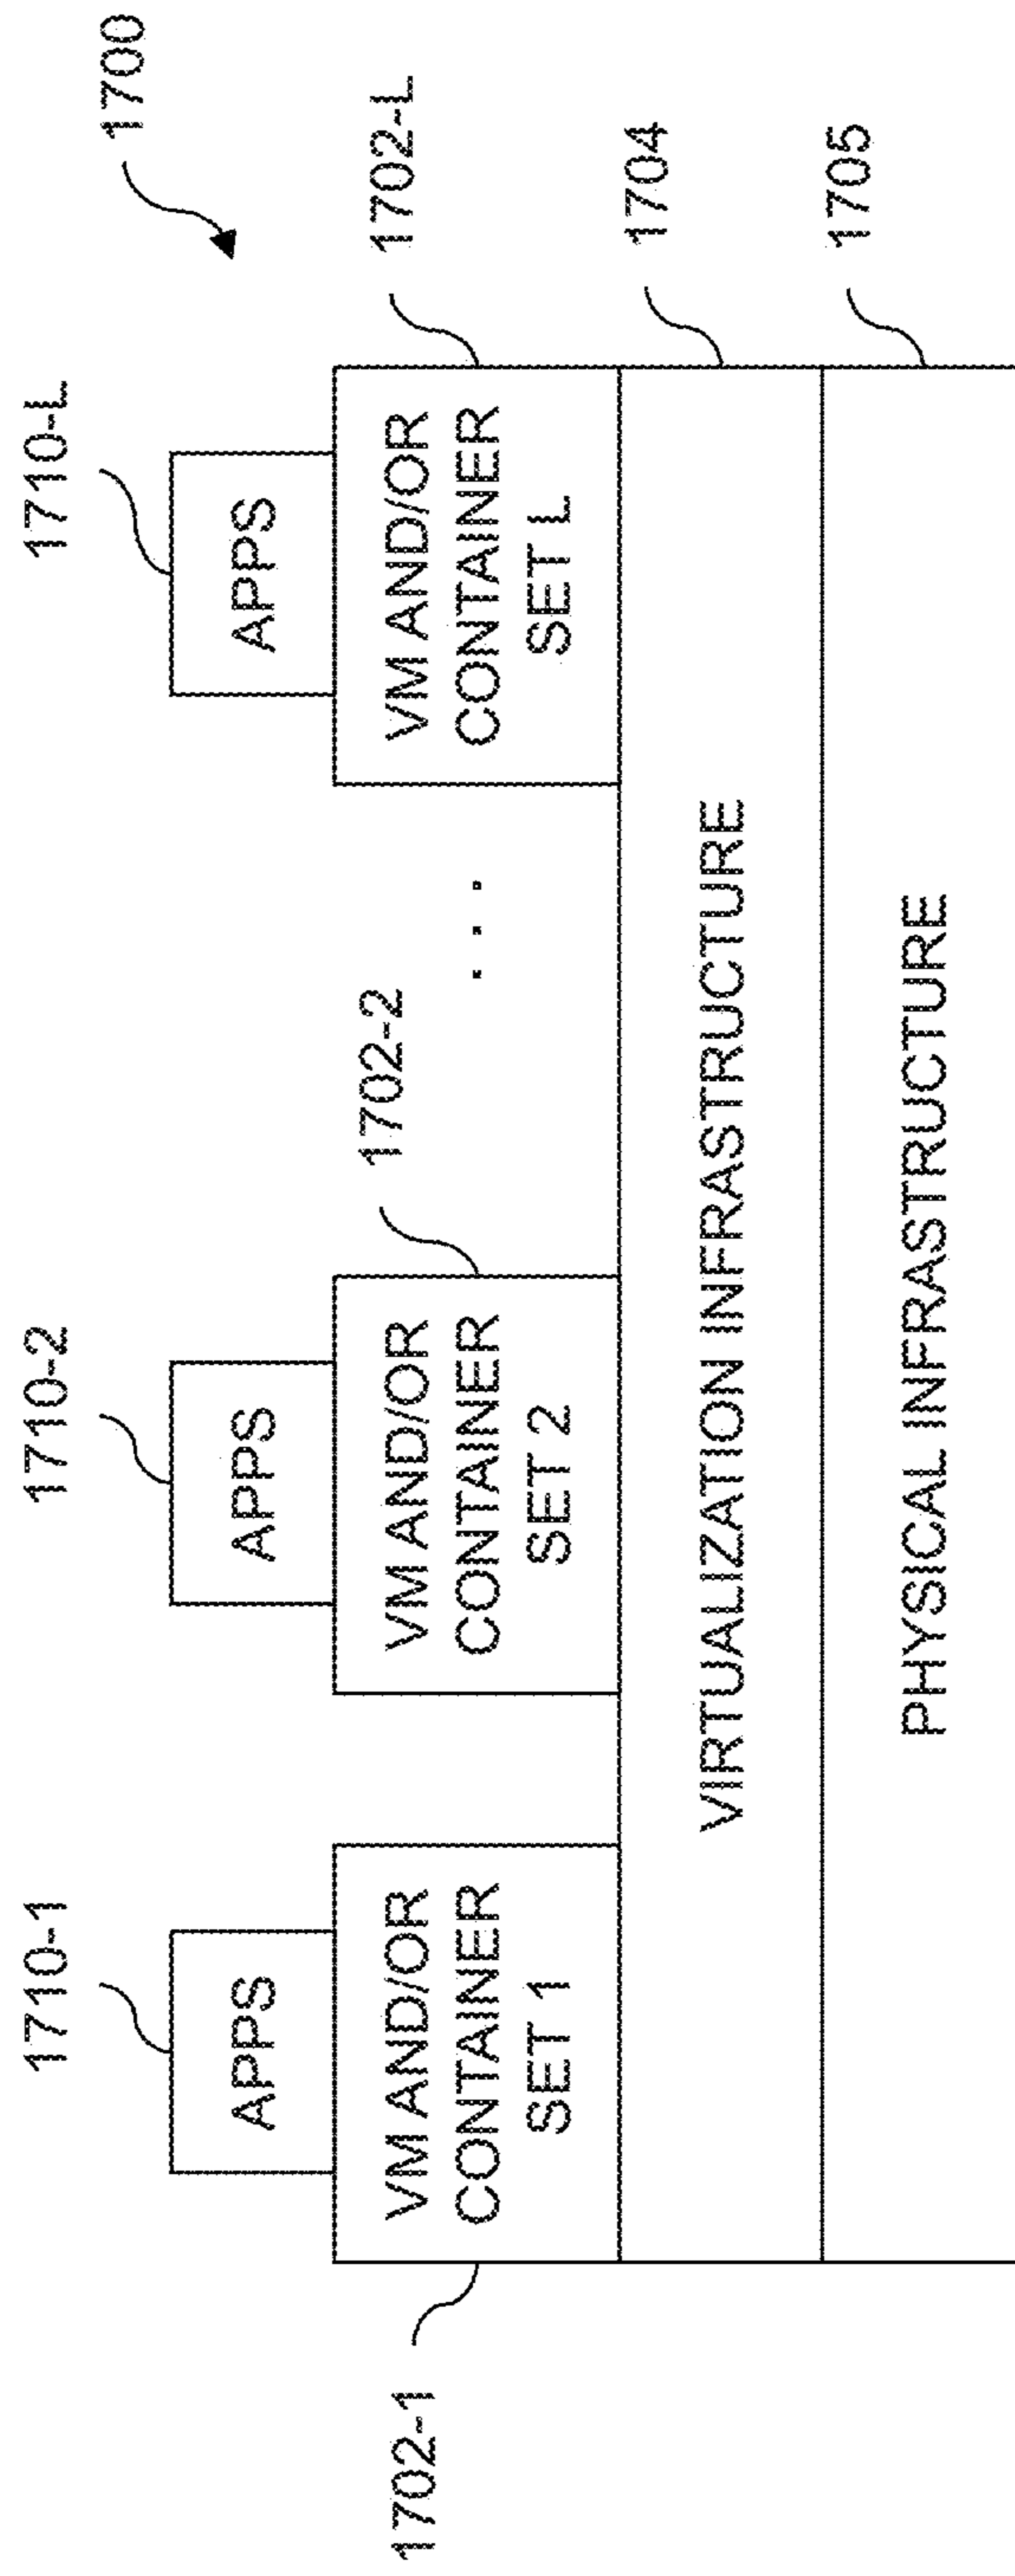 1700
1710-1
1710-2
1710-L
APPS
APPS
APPS
1702-1
VM AND/OR
CONTAINER
SET 1
VM AND/OR
CONTAINER
SET 2
1702-2
. . .
VM AND/OR
CONTAINER
SET L
1702-L
VIRTUALIZATION INFRASTRUCTURE
1704
PHYSICAL INFRASTRUCTURE
1705